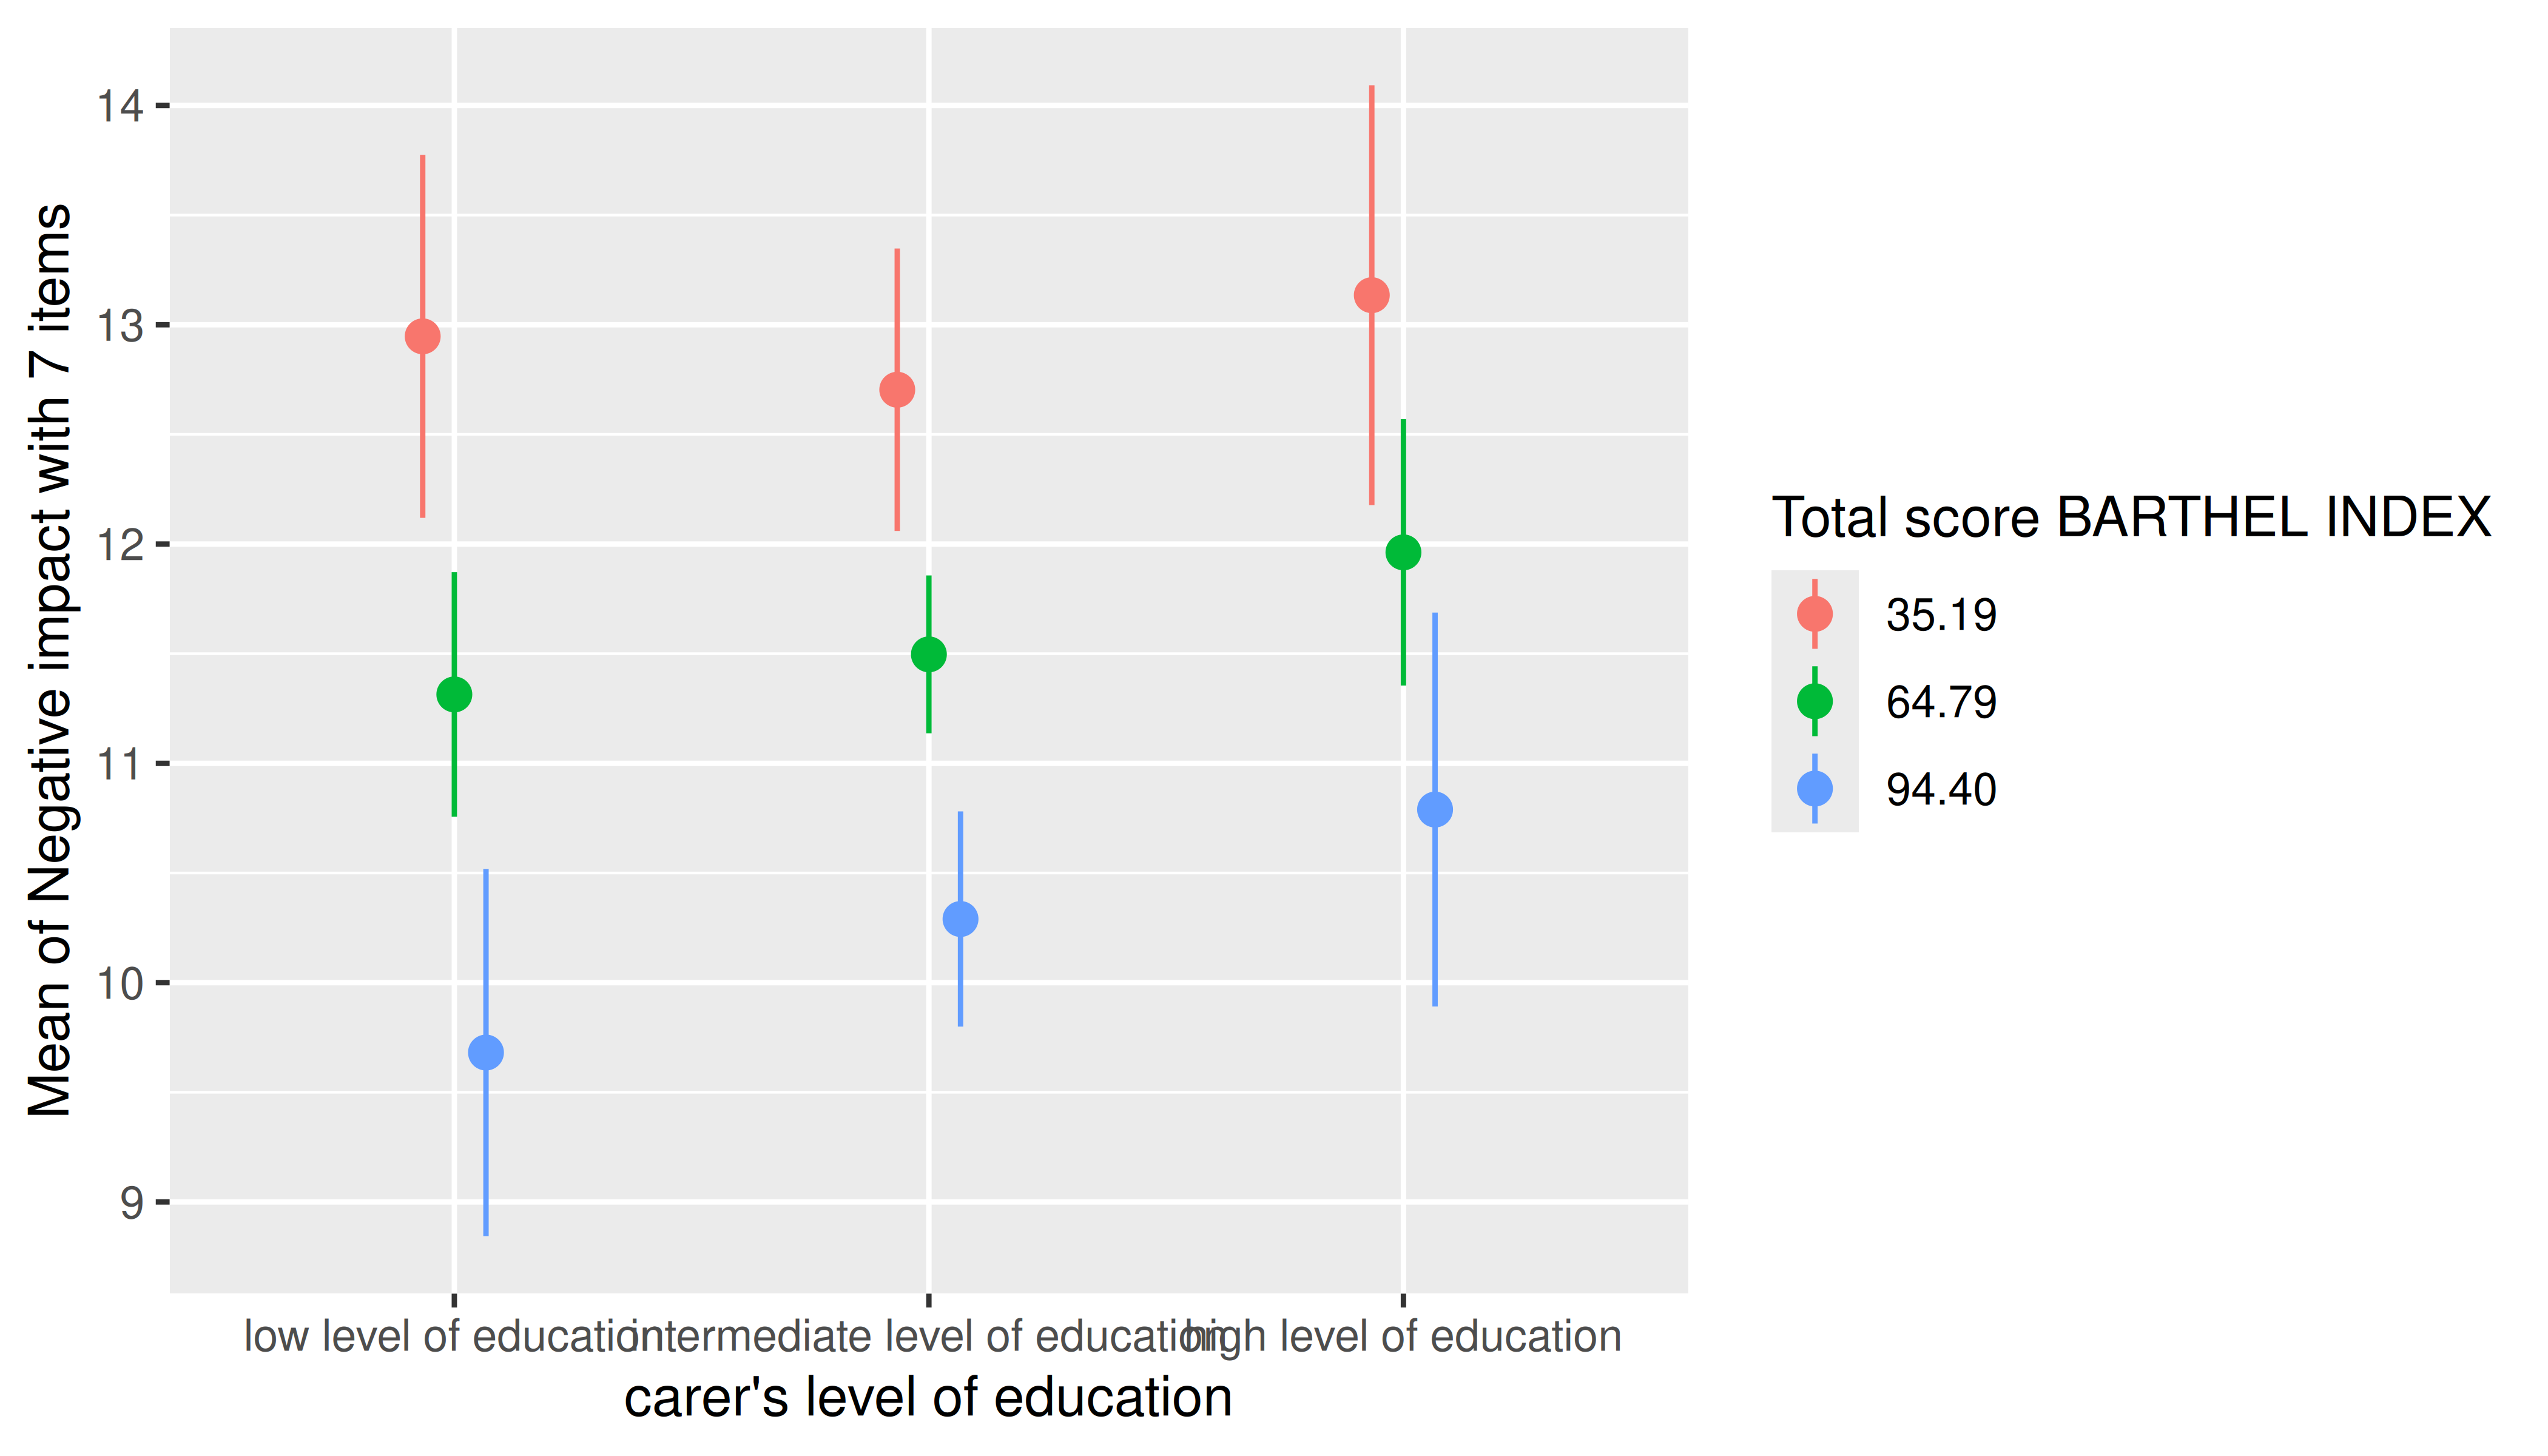 Mean of Negative impact with 7 items
14
13
12
11
10
9
low level of education
intermediate level of education
high level of education
carer's level of education
Total score BARTHEL INDEX
35.19
64.79
94.40